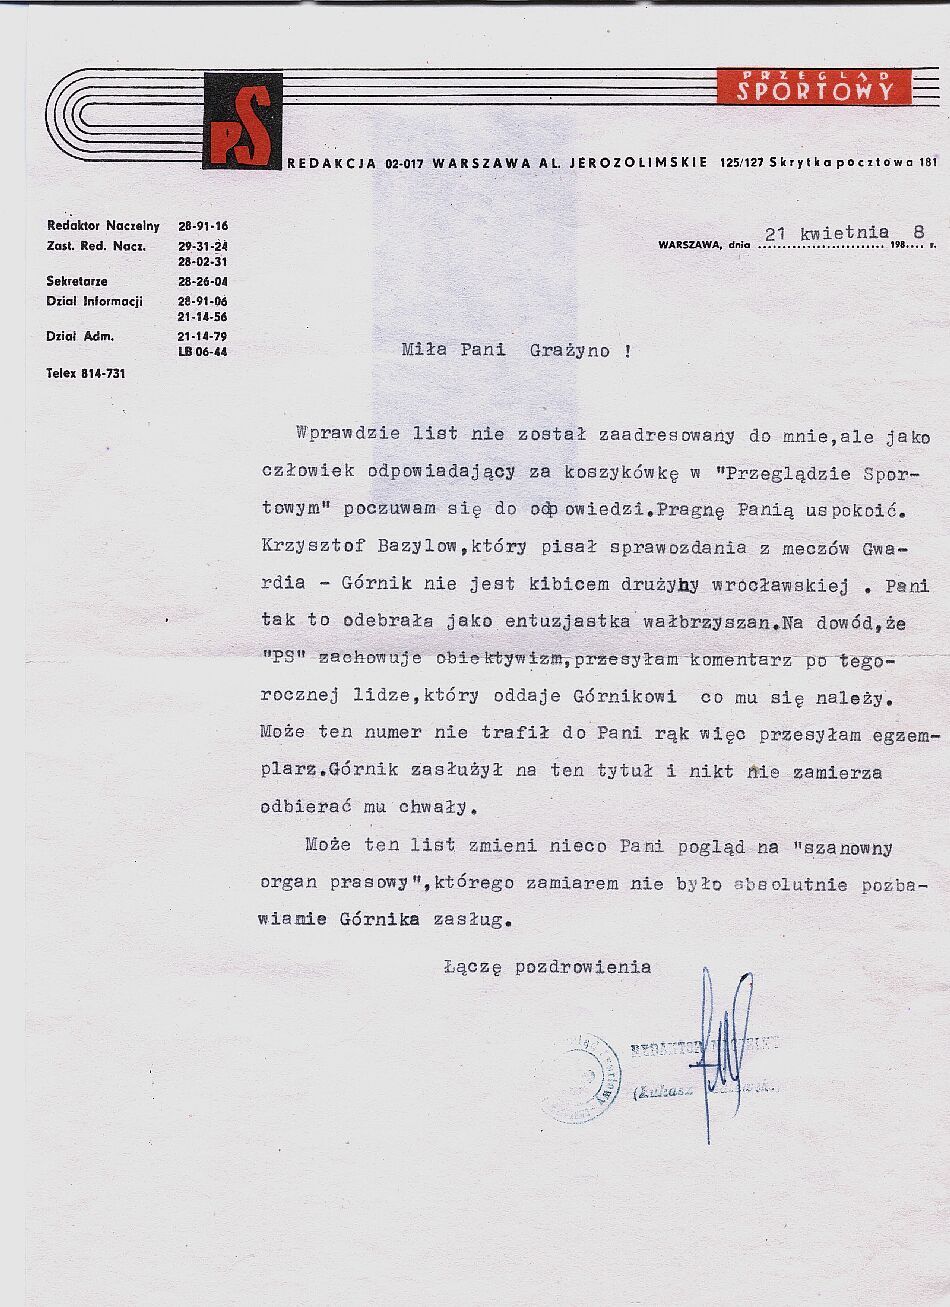 PS
PRZEGLĄD
SPORTOWY
REDAKCJA 02-017 WARSZAWA AL. JEROZOLIMSKIE 125/127 Skrytka pocztowa 181
Redaktor Naczelny 28-91-16
Zast. Red. Nacz. 29-31-24
28-02-31
Sekretarze 28-26-04
Dział Informacji 28-91-06
21-14-56
Dział Adm. 21-14-79
LB 06-44
Telex 814-731
WARSZAWA, dnia 21 kwietnia 198 8 r.
Miła Pani Grażyno !
Wprawdzie list nie został zaadresowany do mnie,ale jako
człowiek odpowiadający za koszykówkę w "Przeglądzie Spor-
towym" poczuwam się do odpowiedzi.Pragnę Panią uspokoić.
Krzysztof Bazylow,który pisał sprawozdania z meczów Gwa-
rdia - Górnik nie jest kibicem drużyny wrocławskiej . Pani
tak to odebrała jako entuzjastka wałbrzyszan.Na dowód,że
"PS" zachowuje obiektywizm,przesyłam komentarz po tego-
rocznej lidze,który oddaje Górnikowi co mu się należy.
Może ten numer nie trafił do Pani rąk więc przesyłam egzem-
plarz.Górnik zasłużył na ten tytuł i nikt nie zamierza
odbierać mu chwały.
Może ten list zmieni nieco Pani pogląd na "szanowny
organ prasowy",którego zamiarem nie było absolutnie pozba-
wianie Górnika zasług.
Łączę pozdrowienia
REDAKTOR
(Łukasz